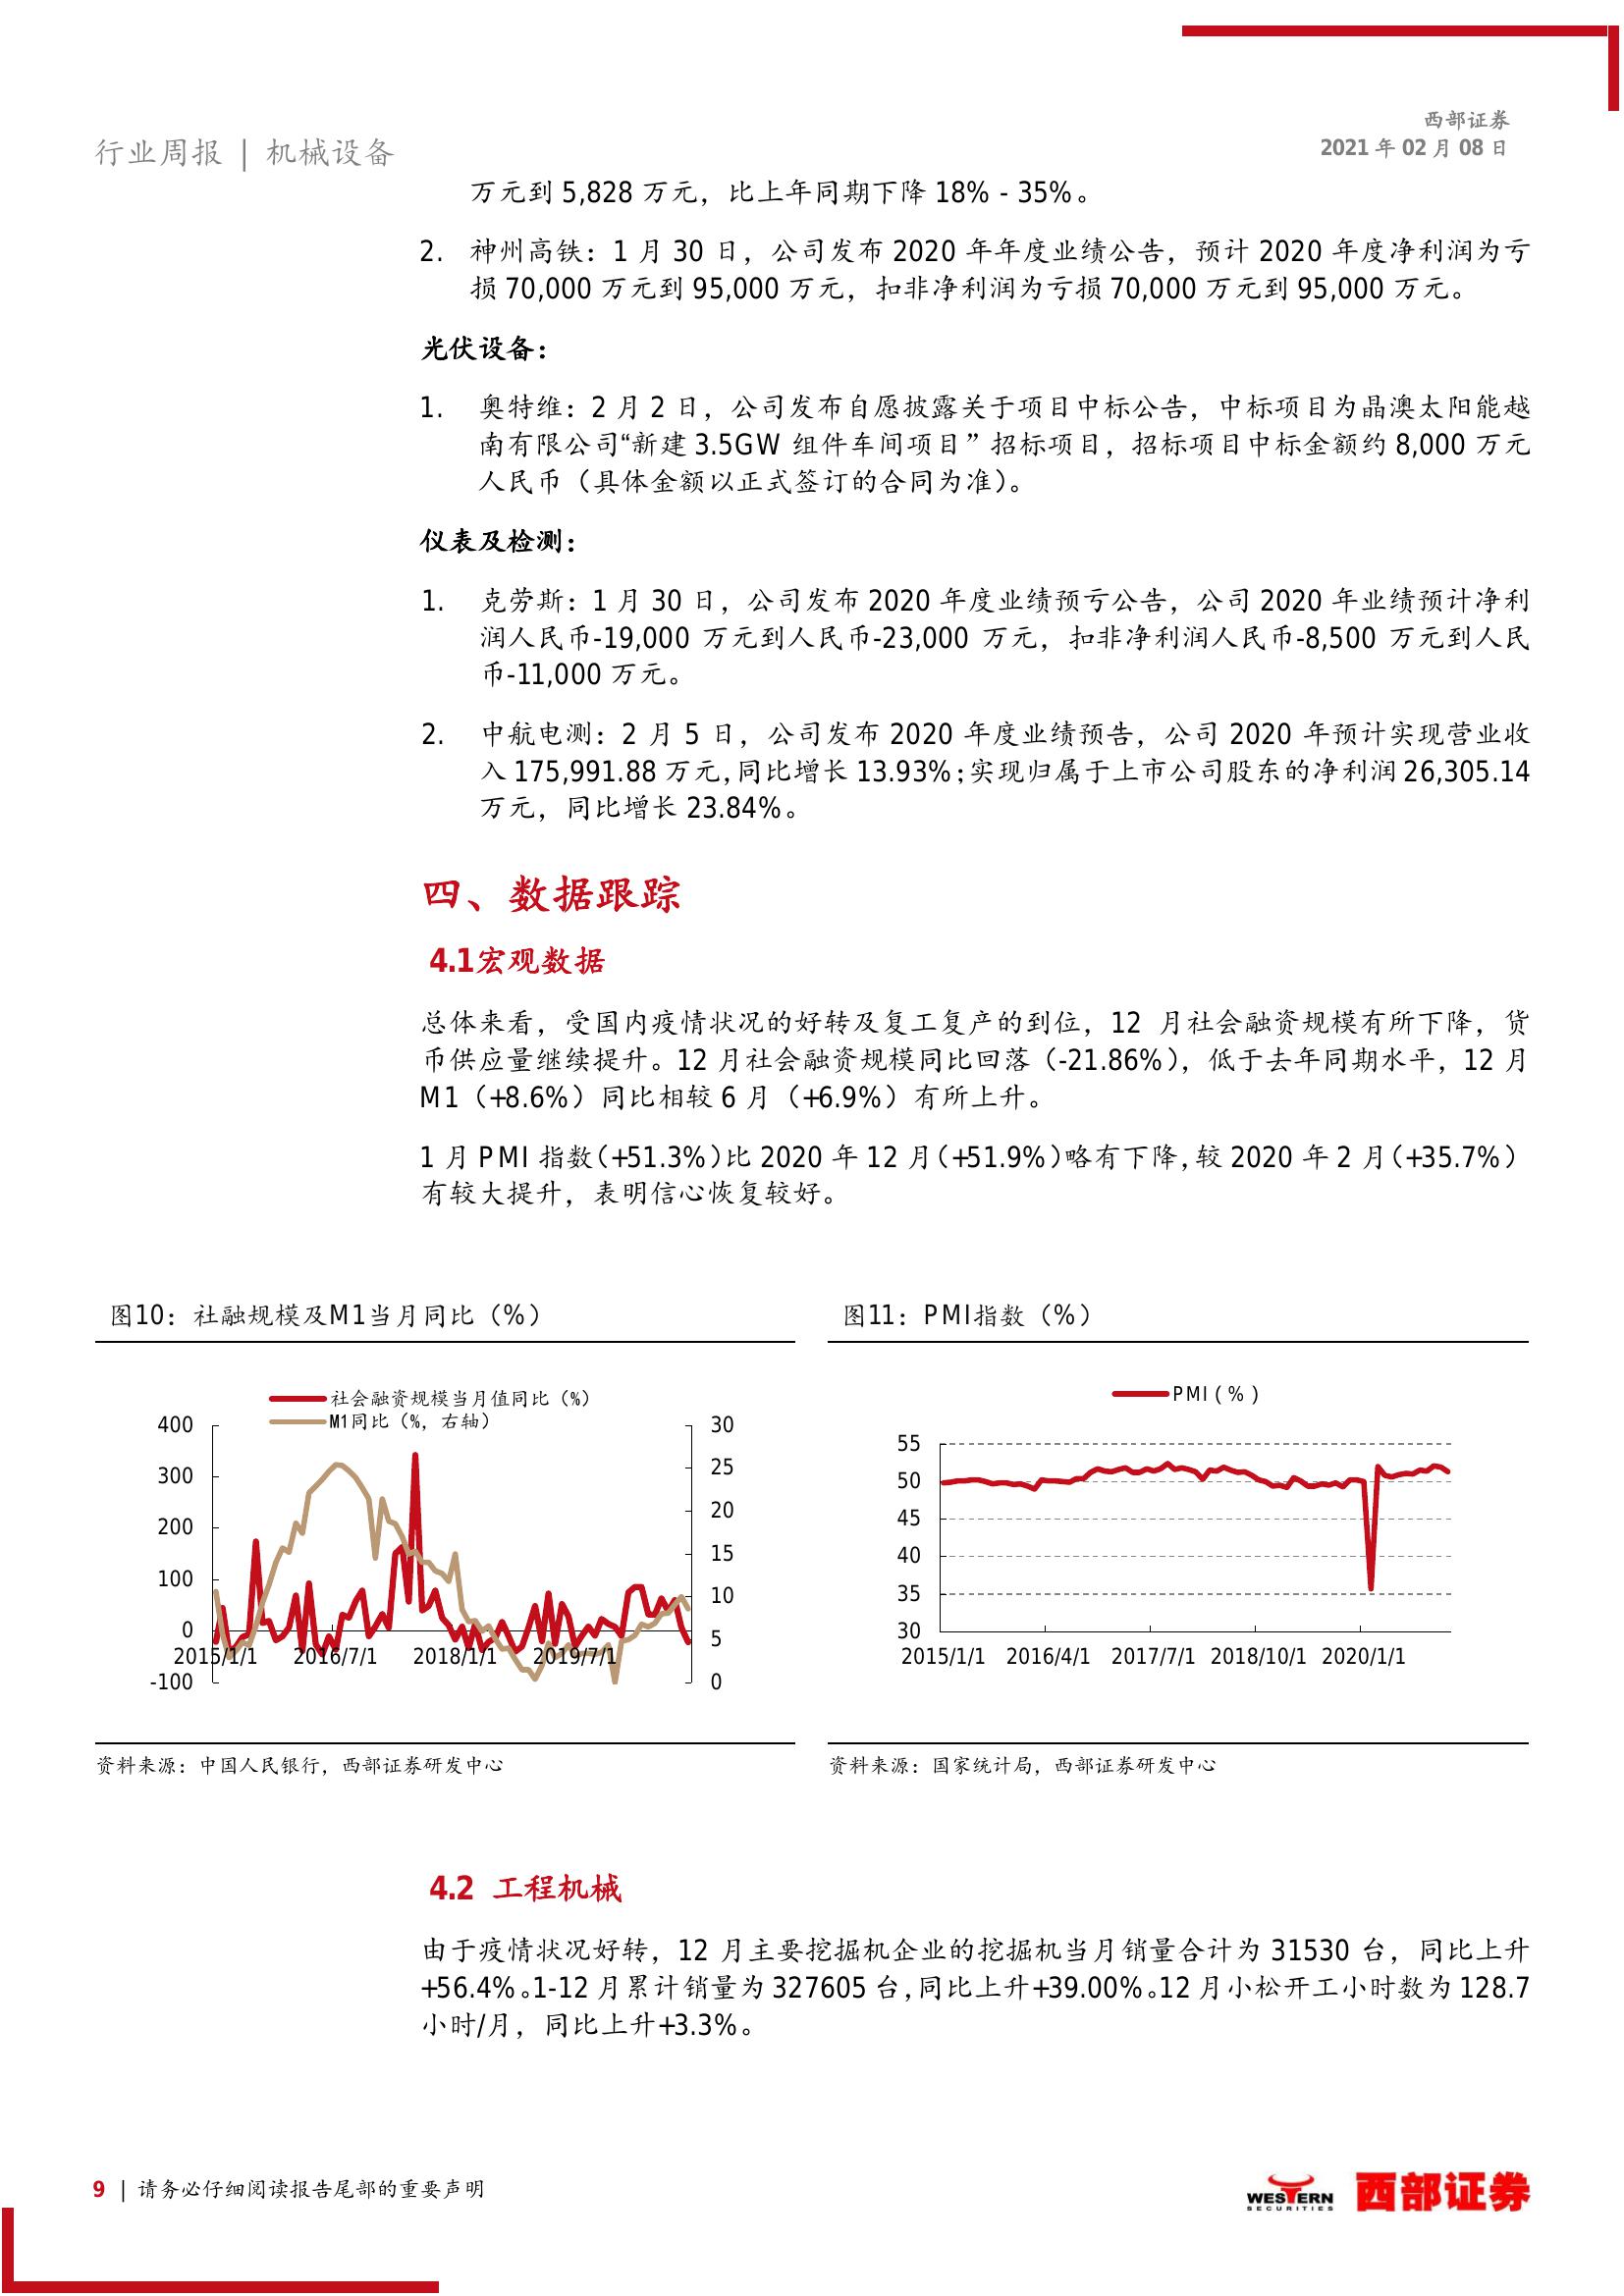 西部证券
行业周报 | 机械设备
2021 年 02 月 08 日
万元到 5,828 万元，比上年同期下降 18% - 35%。
2. 神州高铁：1 月 30 日，公司发布 2020 年年度业绩公告，预计 2020 年度净利润为亏
损 70,000 万元到 95,000 万元，扣非净利润为亏损 70,000 万元到 95,000 万元。
光伏设备：
1. 奥特维：2 月 2 日，公司发布自愿披露关于项目中标公告，中标项目为晶澳太阳能越
南有限公司“新建 3.5GW 组件车间项目”招标项目，招标项目中标金额约 8,000 万元
人民币（具体金额以正式签订的合同为准）。
仪表及检测：
1. 克劳斯：1 月 30 日，公司发布 2020 年度业绩预亏公告，公司 2020 年业绩预计净利
润人民币-19,000 万元到人民币-23,000 万元，扣非净利润人民币-8,500 万元到人民
币-11,000 万元。
2. 中航电测：2 月 5 日，公司发布 2020 年度业绩预告，公司 2020 年预计实现营业收
入 175,991.88 万元，同比增长 13.93%；实现归属于上市公司股东的净利润 26,305.14
万元，同比增长 23.84%。
四、数据跟踪
4.1宏观数据
总体来看，受国内疫情状况的好转及复工复产的到位，12 月社会融资规模有所下降，货
币供应量继续提升。12 月社会融资规模同比回落（-21.86%），低于去年同期水平，12 月
M1（+8.6%）同比相较 6 月（+6.9%）有所上升。
1 月 PMI 指数（+51.3%）比 2020 年 12 月（+51.9%）略有下降，较 2020 年 2 月（+35.7%）
有较大提升，表明信心恢复较好。
图10：社融规模及M1当月同比（%）
社会融资规模当月值同比（%）
M1同比（%，右轴）
400
300
200
100
0
-100
30
25
20
15
10
5
0
2015/1/1 2016/7/1 2018/1/1 2019/7/1
资料来源：中国人民银行，西部证券研发中心
图11：PMI指数（%）
PMI(%)
55
50
45
40
35
30
2015/1/1 2016/4/1 2017/7/1 2018/10/1 2020/1/1
资料来源：国家统计局，西部证券研发中心
4.2 工程机械
由于疫情状况好转，12 月主要挖掘机企业的挖掘机当月销量合计为 31530 台，同比上升
+56.4%。1-12 月累计销量为 327605 台，同比上升+39.00%。12 月小松开工小时数为 128.7
小时/月，同比上升+3.3%。
9 | 请务必仔细阅读报告尾部的重要声明
WESTERN
SECURITIES
西部证券